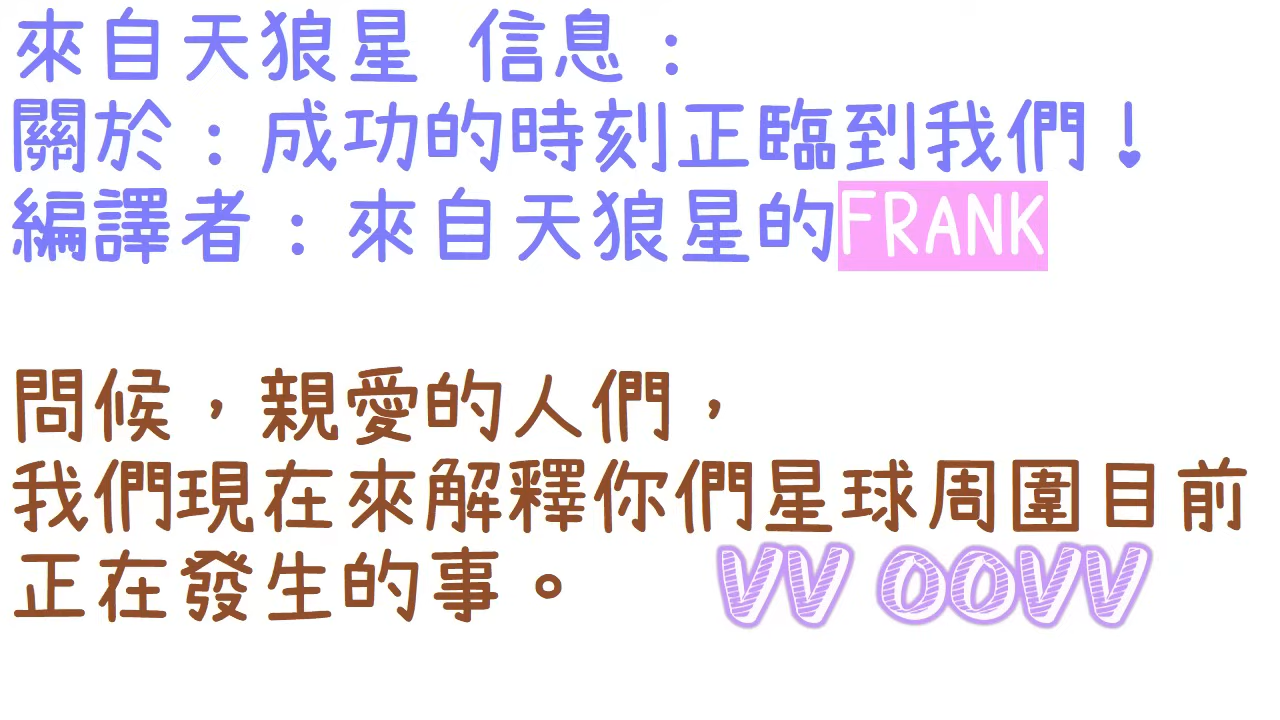 來自天狼星 信息：
關於：成功的時刻正臨到我們！
編譯者：來自天狼星的FRANK
問候，親愛的人們，
我們現在來解釋你們星球周圍目前
正在發生的事。 VV OOVV